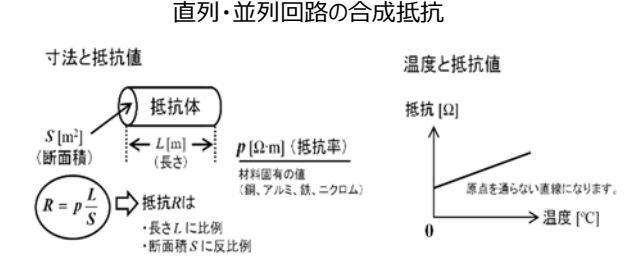 直列・並列回路の合成抵抗
寸法と抵抗値
抵抗体
S [m²]
(断面積)
L [m]
(長さ)
p [Ω·m] (抵抗率)
材料固有の値
(銅、アルミ、鉄、ニクロム)
R = p L/S
抵抗Rは
・長さLに比例
・断面積Sに反比例
温度と抵抗値
抵抗 [Ω]
原点を通らない直線になります。
0
温度 [℃]